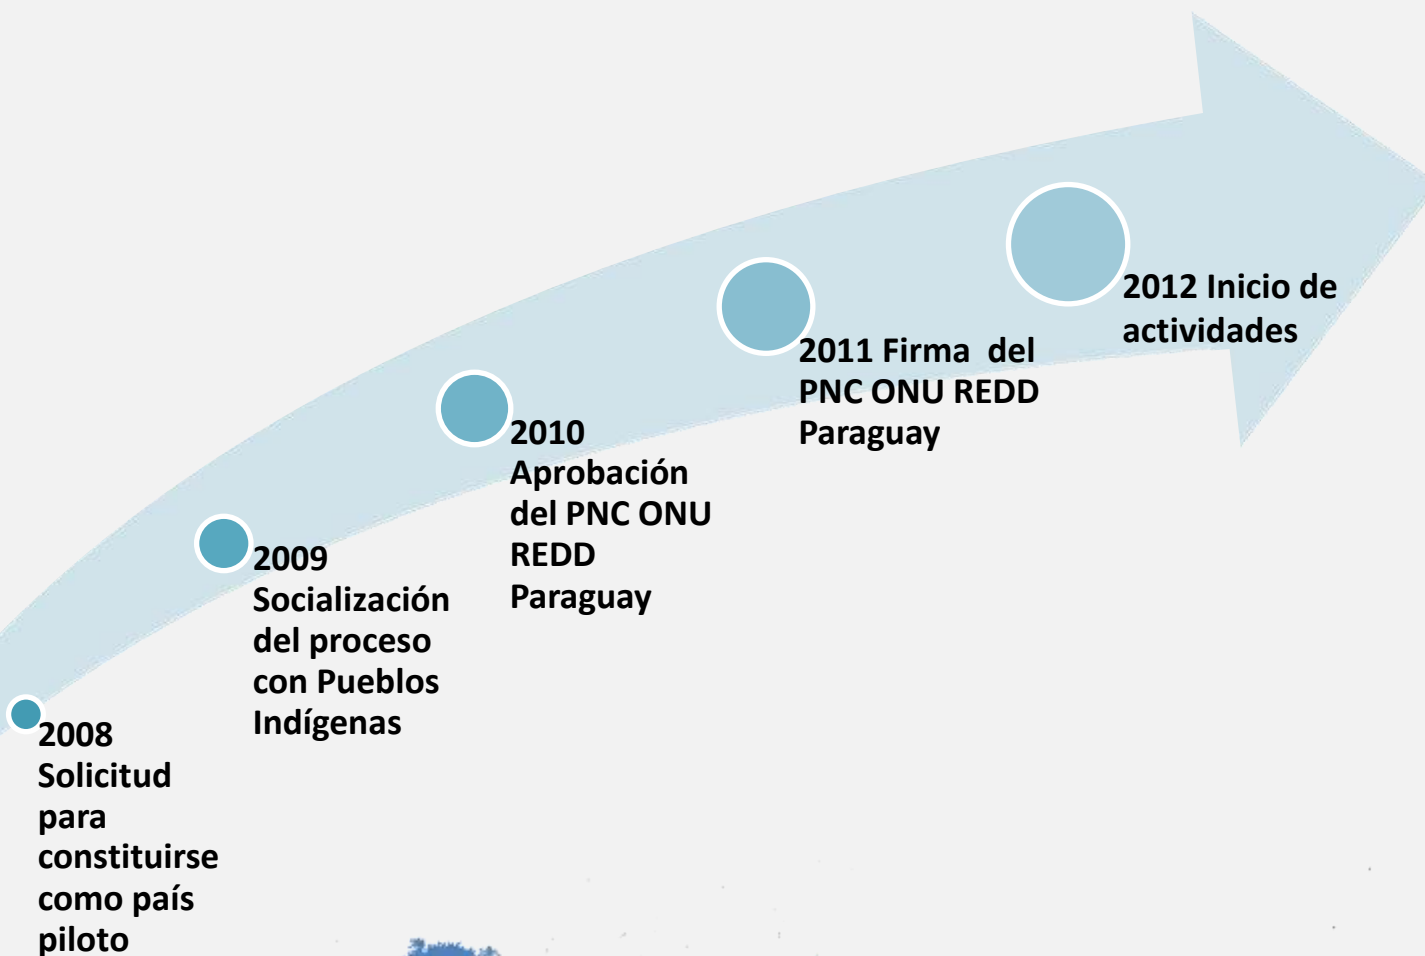 2008
Solicitud
para
constituirse
como país
piloto
2009
Socialización
del proceso
con Pueblos
Indígenas
2010
Aprobación
del PNC ONU
REDD
Paraguay
2011 Firma  del
PNC ONU REDD
Paraguay
2012 Inicio de
actividades